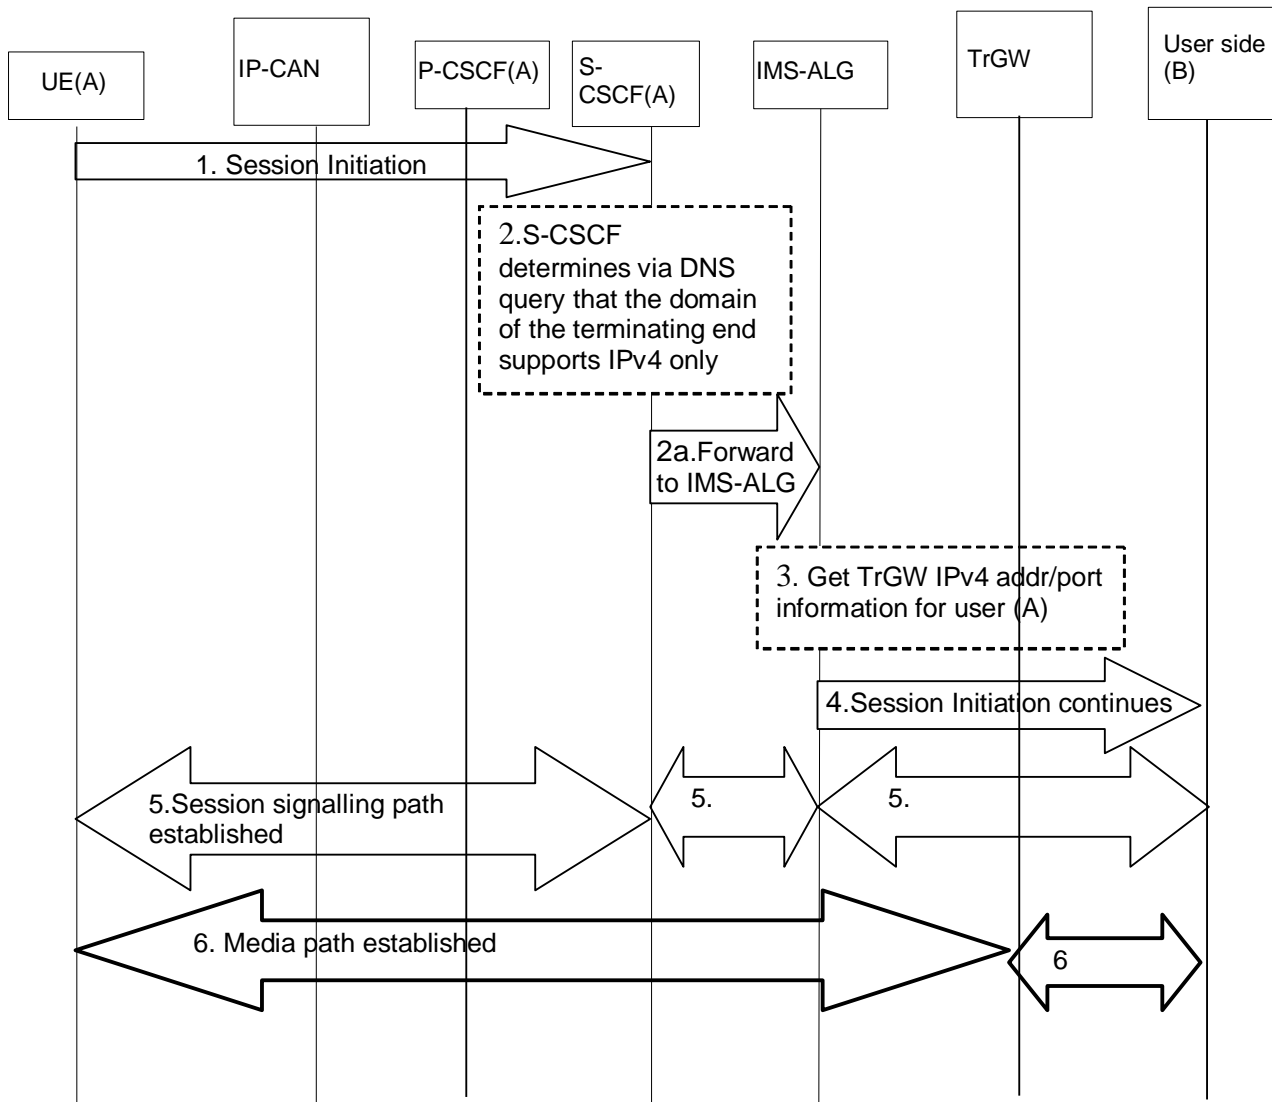 UE(A)
IP-CAN
P-CSCF(A)
S-
CSCF(A)
IMS-ALG
TrGW
User side
(B)
1. Session Initiation
2.S-CSCF
determines via DNS
query that the domain
of the terminating end
supports IPv4 only
2a.Forward
to IMS-ALG
3. Get TrGW IPv4 addr/port
information for user (A)
4.Session Initiation continues
5.Session signalling path
established
5.
5.
6. Media path established
6